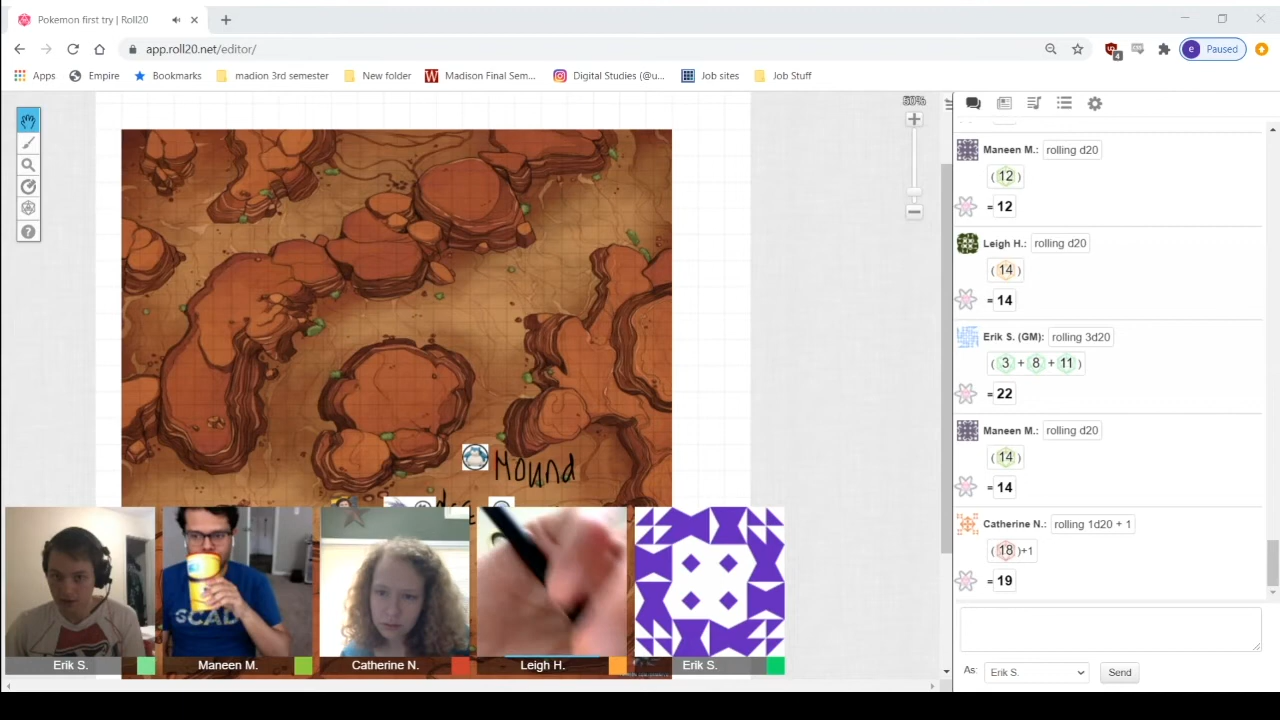 Pokemon first try | Roll20
app.roll20.net/editor/
4
e Paused
Apps Empire Bookmarks madion 3rd semester New folder W Madison Final Sem... Digital Studies (@u... Job sites Job Stuff
60%
Maneen M.: rolling d20
(12)
= 12
Leigh H.: rolling d20
(14)
= 14
Erik S. (GM): rolling 3d20
(3 + 8 + 11)
= 22
Maneen M.: rolling d20
(14)
= 14
Catherine N.: rolling 1d20 + 1
(18)+1
= 19
As: Erik S. Send
Mound
SCAD
Erik S. Maneen M. Catherine N. Leigh H. Erik S.